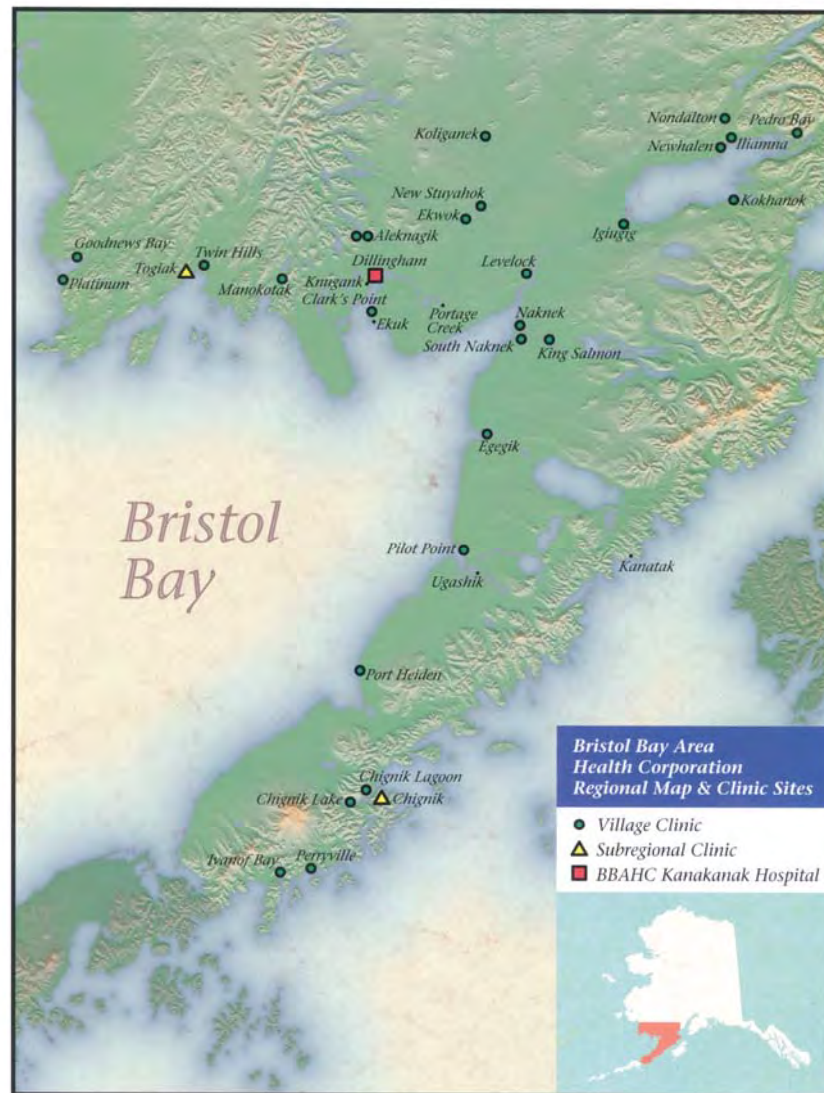 Koliganek
Nondalton
Pedro Bay
Newhalen
Iliamna
New Stuyahok
Ekwok
Kokhanok
Igiugig
Goodnews Bay
Twin Hills
Togiak
Platinum
Manokotak
Aleknagik
Dillingham
Knugank
Clark's Point
Ekuk
Levelock
Portage
Creek
Naknek
South Naknek
King Salmon
Egegik
Bristol
Bay
Pilot Point
Ugashik
Kanatak
Port Heiden
Chignik Lagoon
Chignik Lake
Chignik
Ivanof Bay
Perryville
Bristol Bay Area
Health Corporation
Regional Map & Clinic Sites
Village Clinic
Subregional Clinic
BBAHC Kanakanak Hospital